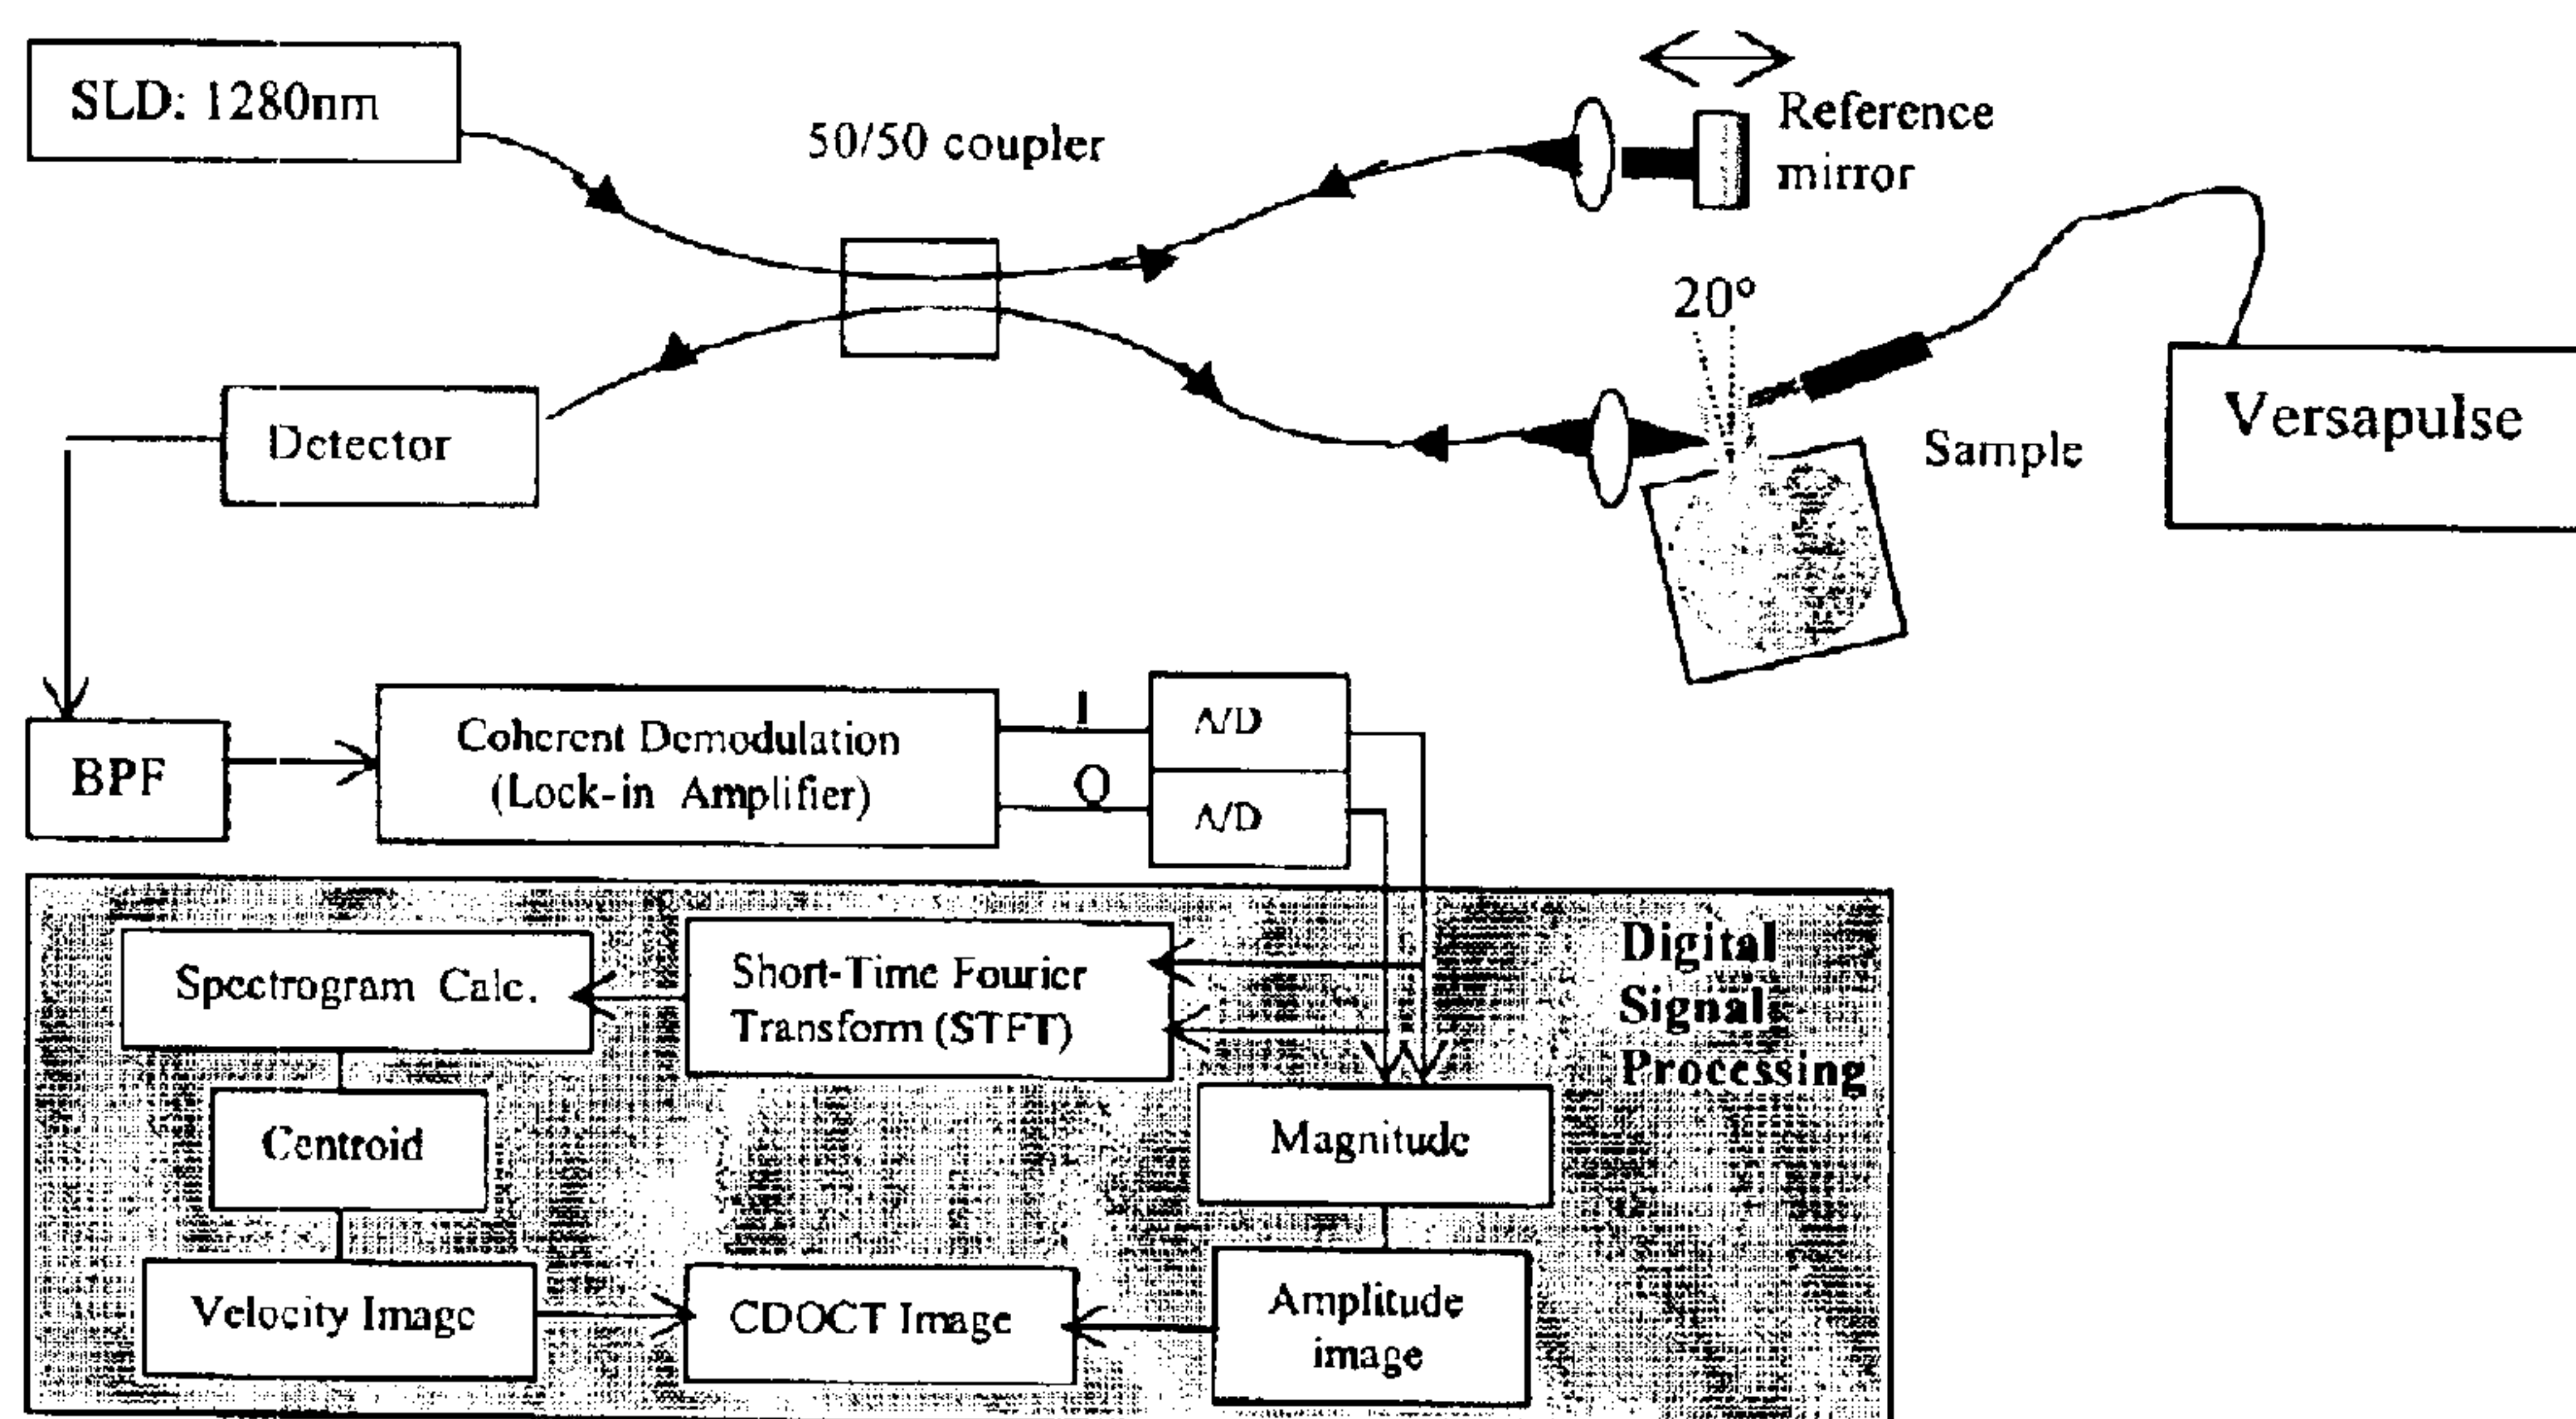 SLD: 1280nm
50/50 coupler
Reference
mirror
20°
Detector
Sample
Versapulse
BPF
Coherent Demodulation
(Lock-in Amplifier)
I
Q
A/D
A/D
Digital
Signal
Processing
Spectrogram Calc.
Short-Time Fourier
Transform (STFT)
Centroid
Magnitude
Velocity Image
CDOCT Image
Amplitude
image